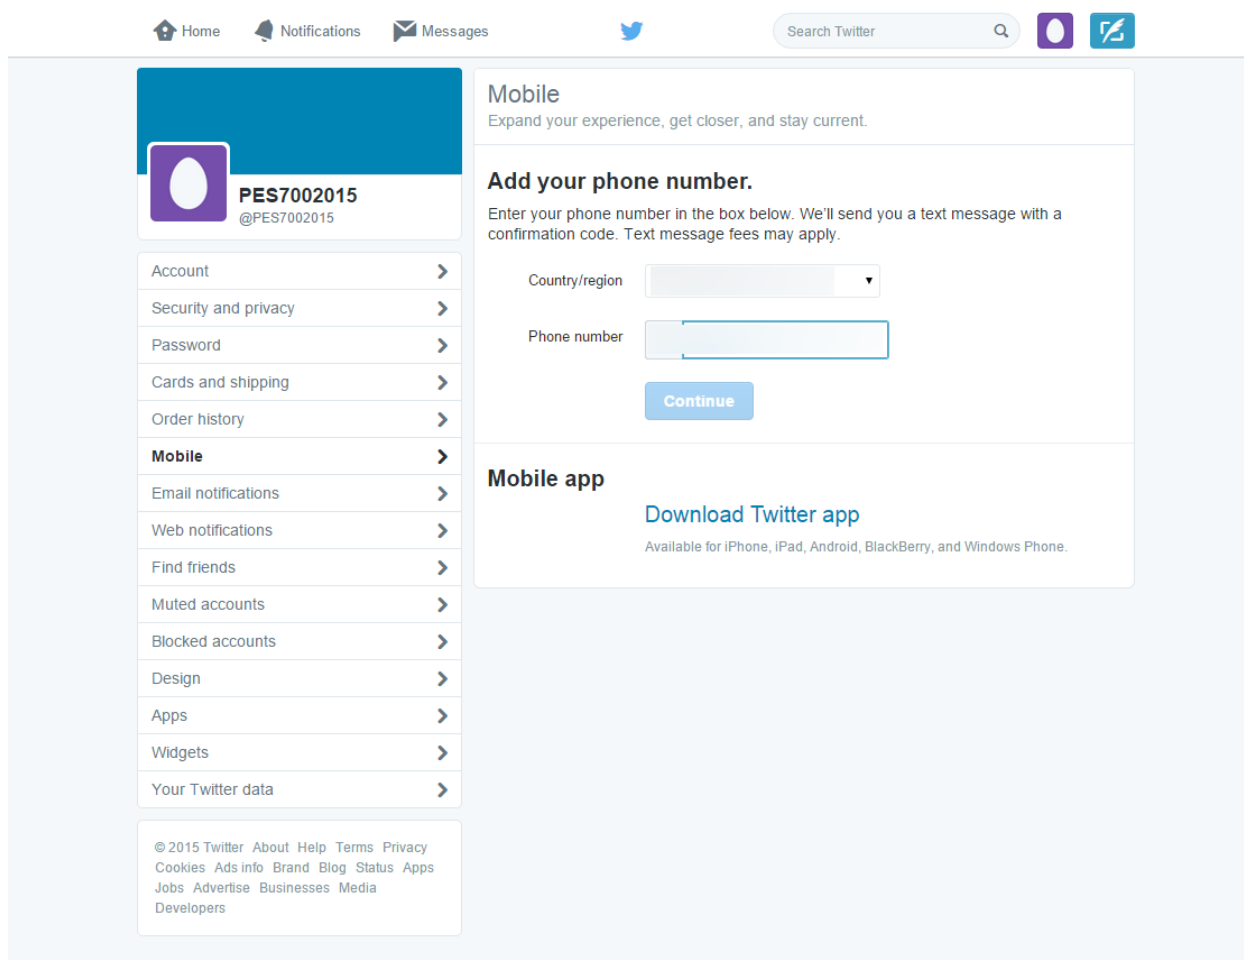 Home Notifications Messages Search Twitter
PES7002015
@PES7002015
Account
Security and privacy
Password
Cards and shipping
Order history
Mobile
Email notifications
Web notifications
Find friends
Muted accounts
Blocked accounts
Design
Apps
Widgets
Your Twitter data
© 2015 Twitter About Help Terms Privacy
Cookies Ads info Brand Blog Status Apps
Jobs Advertise Businesses Media
Developers
Mobile
Expand your experience, get closer, and stay current.
Add your phone number.
Enter your phone number in the box below. We'll send you a text message with a
confirmation code. Text message fees may apply.
Country/region
Phone number
Continue
Mobile app
Download Twitter app
Available for iPhone, iPad, Android, BlackBerry, and Windows Phone.